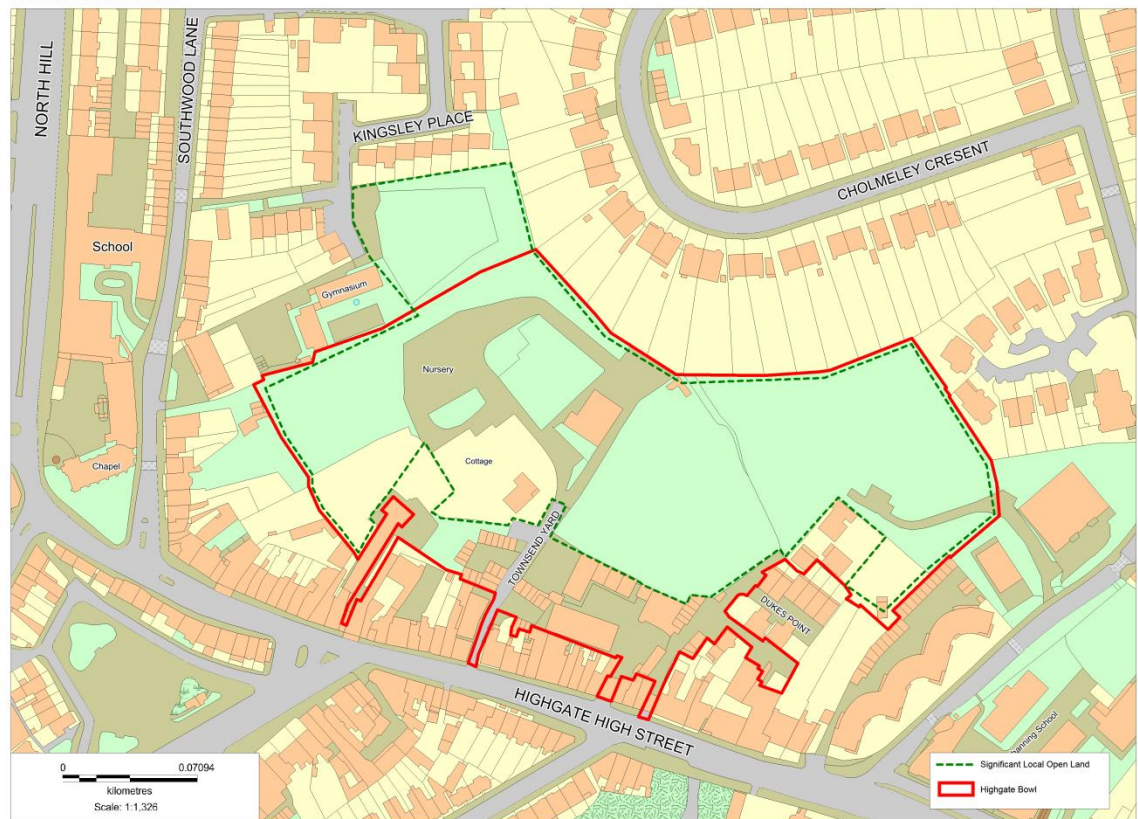 NORTH HILL
SOUTHWOOD LANE
KINGSLEY PLACE
CHOLMELEY CRESENT
School
Gymnasium
Nursery
Cottage
Chapel
TOWNSEND YARD
DUKES POINT
HIGHGATE HIGH STREET
hanning School
0 0.07094
kilometres
Scale: 1:1,326
Significant Local Open Land
Highgate Bowl